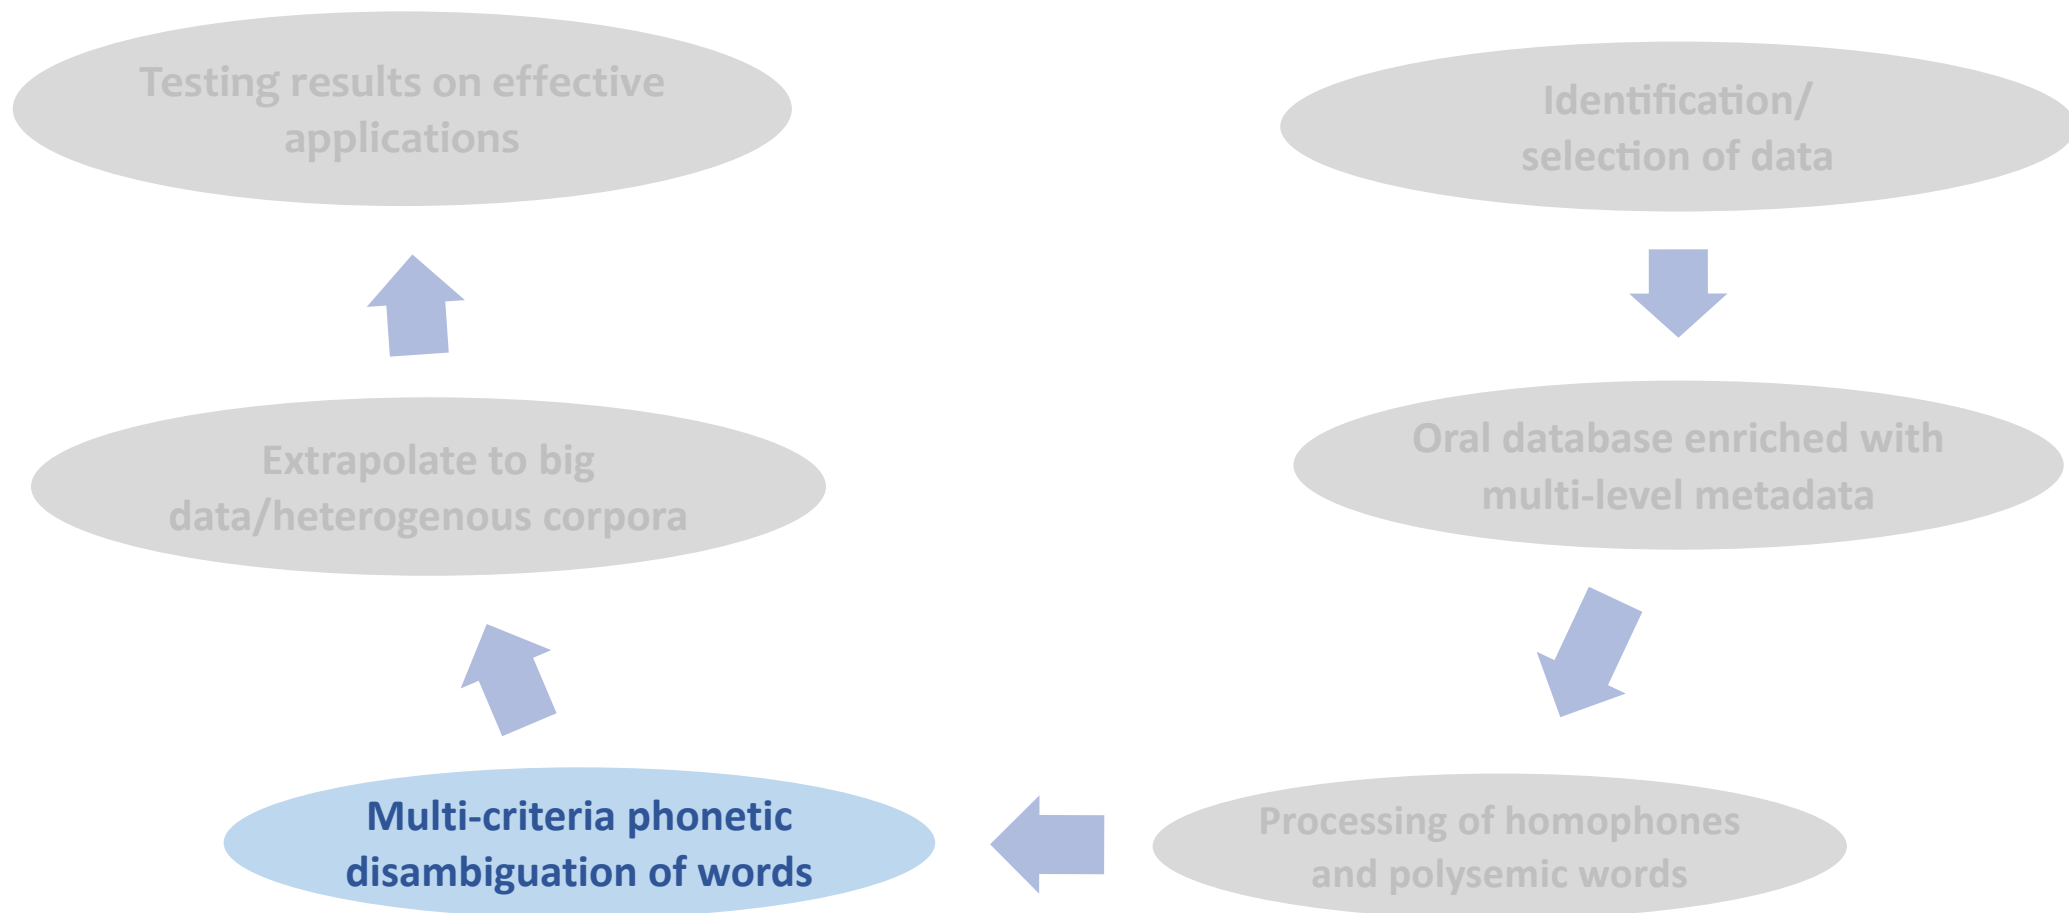 Testing results on effective
applications
Identification/
selection of data
Extrapolate to big
data/heterogenous corpora
Oral database enriched with
multi-level metadata
Multi-criteria phonetic
disambiguation of words
Processing of homophones
and polysemic words